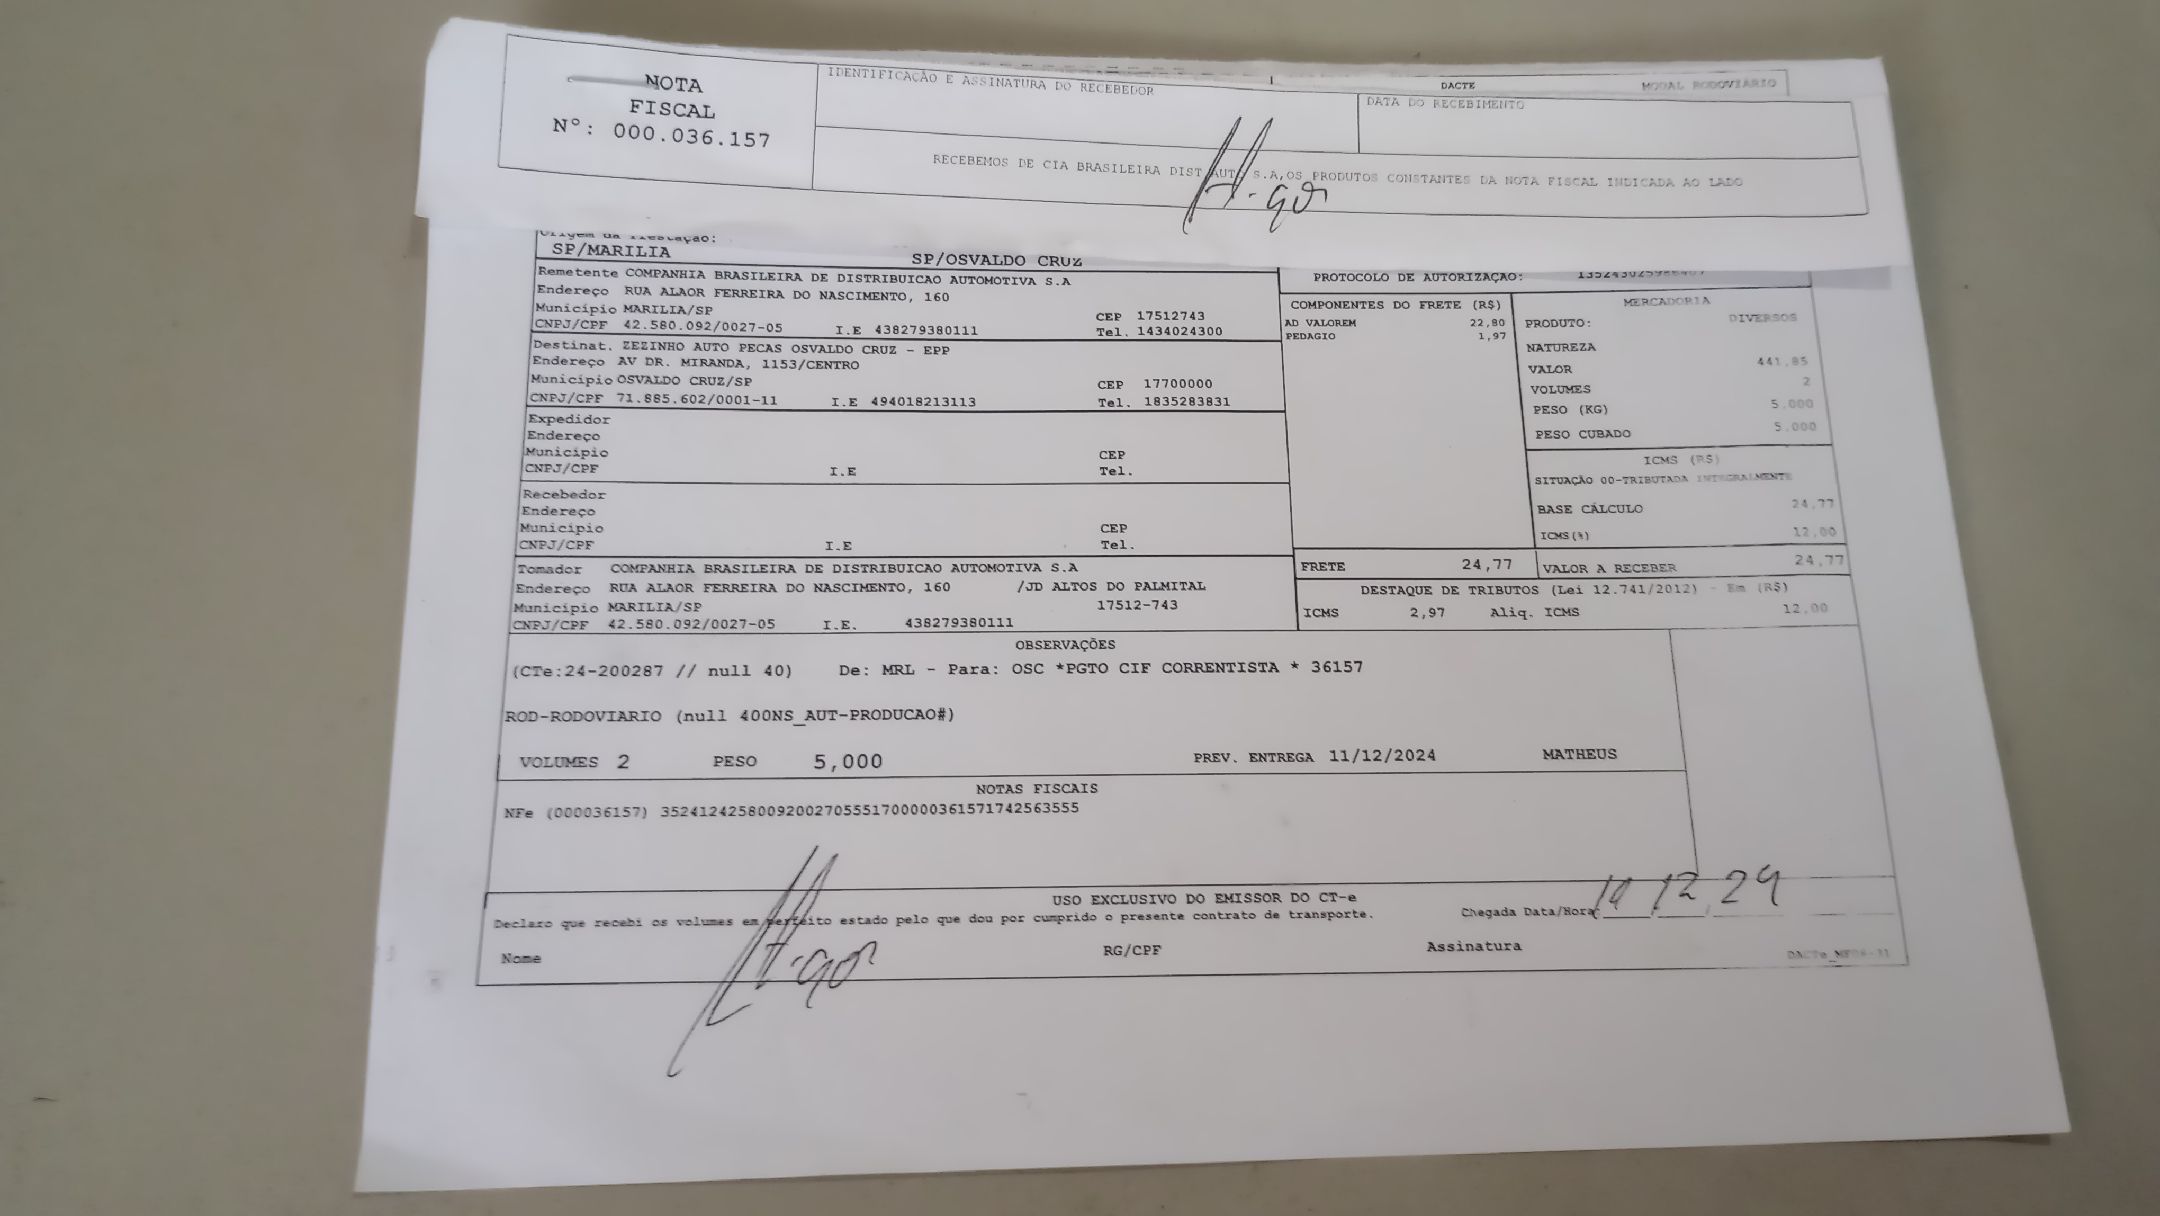 NOTA
FISCAL
N°: 000.036.157
IDENTIFICAÇÃO E ASSINATURA DO RECEBEDOR
DACTE
MODAL RODOVIÁRIO
DATA DO RECEBIMENTO
RECEBEMOS DE CIA BRASILEIRA DIST AUTO S.A,OS PRODUTOS CONSTANTES DA NOTA FISCAL INDICADA AO LADO
SP/MARILIA SP/OSVALDO CRUZ
PROTOCOLO DE AUTORIZAÇÃO:
Remetente COMPANHIA BRASILEIRA DE DISTRIBUICAO AUTOMOTIVA S.A
Endereço RUA ALAOR FERREIRA DO NASCIMENTO, 160
Município MARILIA/SP CEP 17512743
CNPJ/CPF 42.580.092/0027-05 I.E 438279380111 Tel. 1434024300
Destinat. ZEZINHO AUTO PECAS OSVALDO CRUZ - EPP
Endereço AV DR. MIRANDA, 1153/CENTRO
Município OSVALDO CRUZ/SP CEP 17700000
CNPJ/CPF 71.885.602/0001-11 I.E 494018213113 Tel. 1835283831
Expedidor
Endereço
Município CEP
CNPJ/CPF I.E Tel.
Recebedor
Endereço
Município CEP
CNPJ/CPF I.E Tel.
Tomador COMPANHIA BRASILEIRA DE DISTRIBUICAO AUTOMOTIVA S.A
Endereço RUA ALAOR FERREIRA DO NASCIMENTO, 160 /JD ALTOS DO PALMITAL
Município MARILIA/SP 17512-743
CNPJ/CPF 42.580.092/0027-05 I.E. 438279380111
COMPONENTES DO FRETE (R$)
AD VALOREM 22,80
PEDAGIO 1,97
MERCADORIA
PRODUTO: DIVERSOS
NATUREZA
VALOR 441,85
VOLUMES 2
PESO (KG) 5,000
PESO CUBADO 5,000
ICMS (R$)
SITUAÇÃO 00-TRIBUTADA INTEGRALMENTE
BASE CÁLCULO 24,77
ICMS(%) 12,00
FRETE 24,77 VALOR A RECEBER 24,77
DESTAQUE DE TRIBUTOS (Lei 12.741/2012) - Em (R$)
ICMS 2,97 Aliq. ICMS 12,00
OBSERVAÇÕES
(CTe:24-200287 // null 40) De: MRL - Para: OSC *PGTO CIF CORRENTISTA * 36157
ROD-RODOVIARIO (null 400NS_AUT-PRODUCAO#)
VOLUMES 2 PESO 5,000 PREV. ENTREGA 11/12/2024 MATHEUS
NOTAS FISCAIS
NFe (000036157) 35241242580092002705551700000361571742563555
USO EXCLUSIVO DO EMISSOR DO CT-e
Declaro que recebi os volumes em perfeito estado pelo que dou por cumprido o presente contrato de transporte.
Chegada Data/Hora
Nome RG/CPF Assinatura